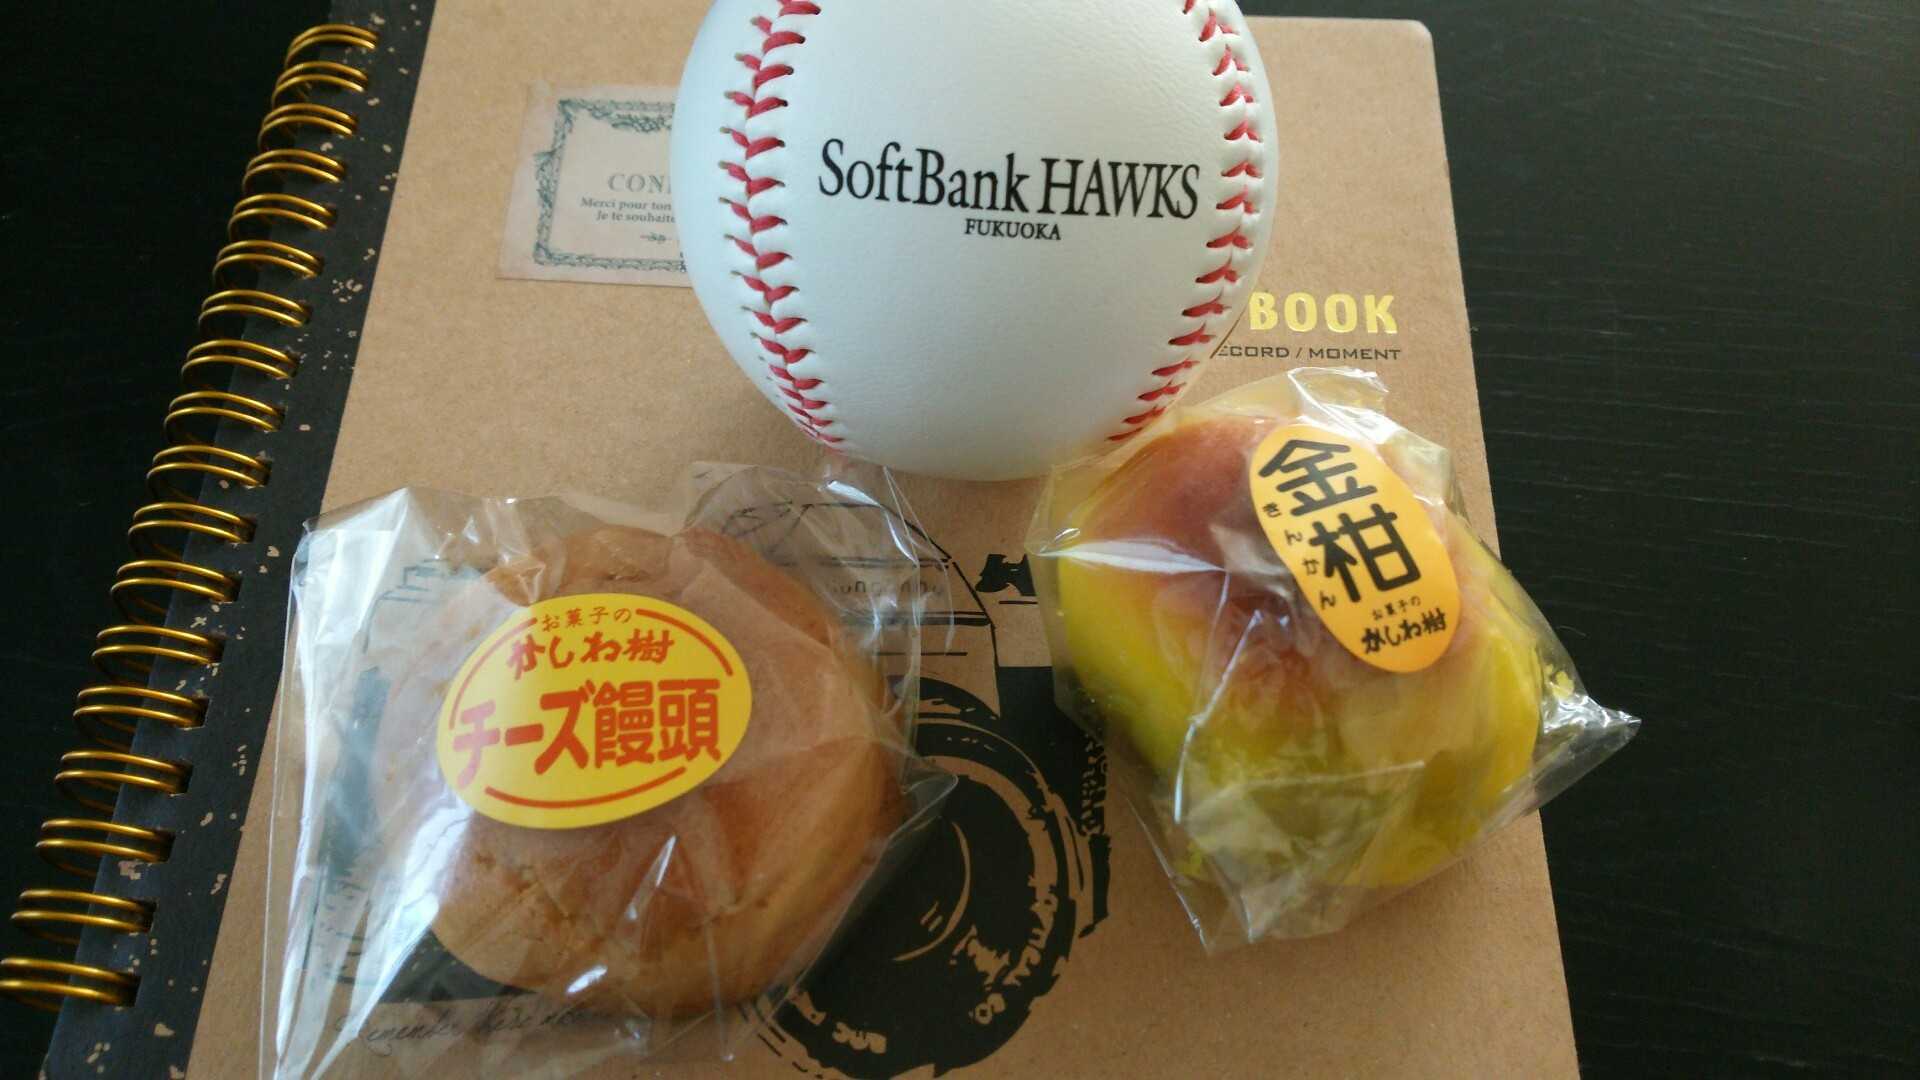 CON
Merci pour ton
Je te souhaite
SoftBank HAWKS
FUKUOKA
BOOK
ECORD / MOMENT
お菓子の
かしわ樹
チーズ饅頭
金柑
きんかん
お菓子の
かしわ樹